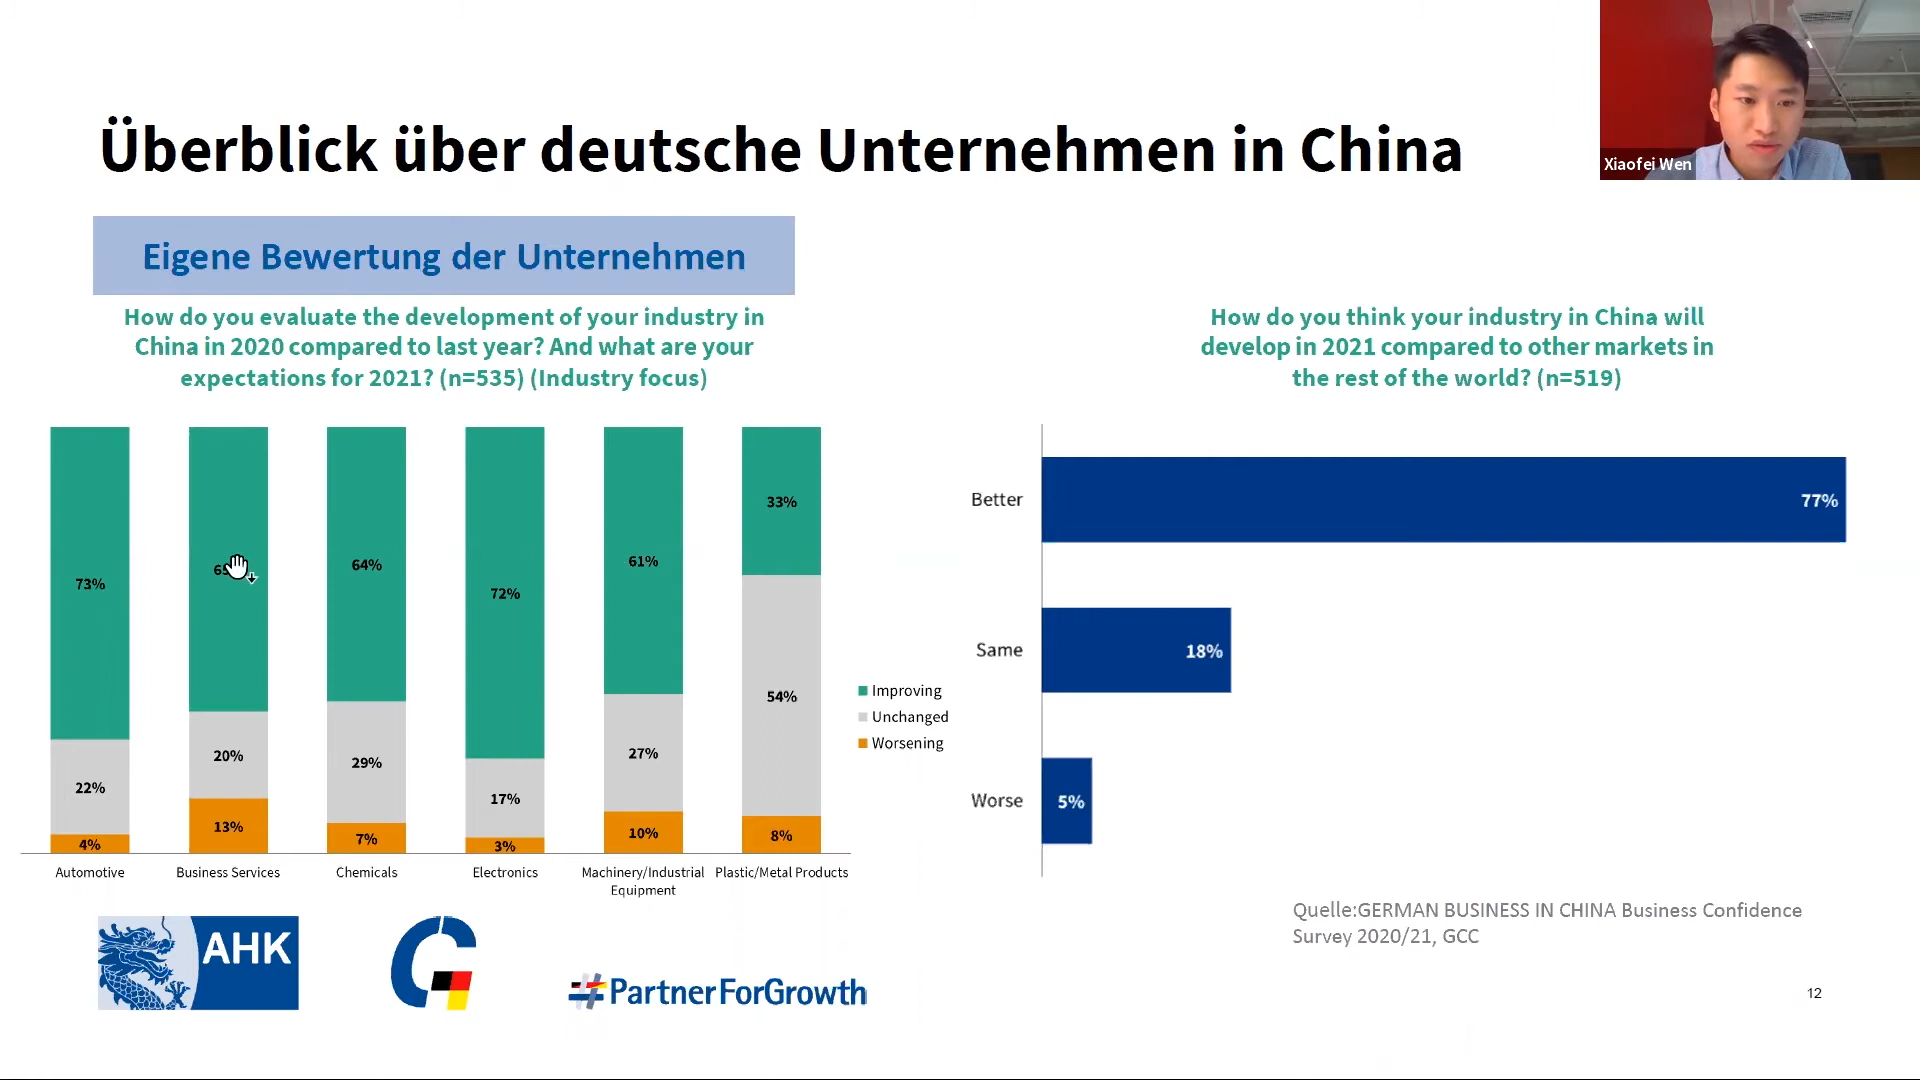 Überblick über deutsche Unternehmen in China
Xiaofei Wen
Eigene Bewertung der Unternehmen
How do you evaluate the development of your industry in
China in 2020 compared to last year? And what are your
expectations for 2021? (n=535) (Industry focus)
73%
22%
4%
Automotive
20%
13%
Business Services
64%
29%
7%
Chemicals
72%
17%
3%
Electronics
61%
27%
10%
Machinery/Industrial
Equipment
33%
54%
8%
Plastic/Metal Products
Improving
Unchanged
Worsening
How do you think your industry in China will
develop in 2021 compared to other markets in
the rest of the world? (n=519)
Better
77%
Same
18%
Worse
5%
Quelle:GERMAN BUSINESS IN CHINA Business Confidence
Survey 2020/21, GCC
AHK
#PartnerForGrowth
12